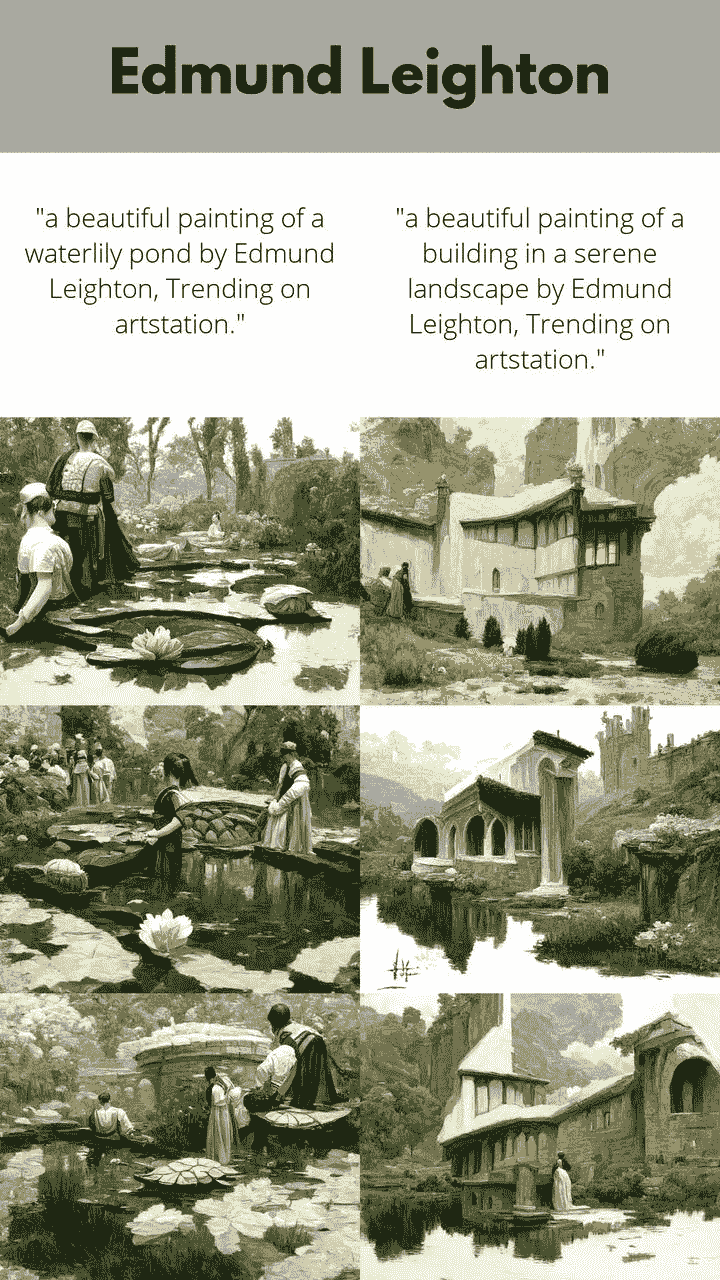 Edmund Leighton
"a beautiful painting of a
waterlily pond by Edmund
Leighton, Trending on
artstation."
"a beautiful painting of a
building in a serene
landscape by Edmund
Leighton, Trending on
artstation."